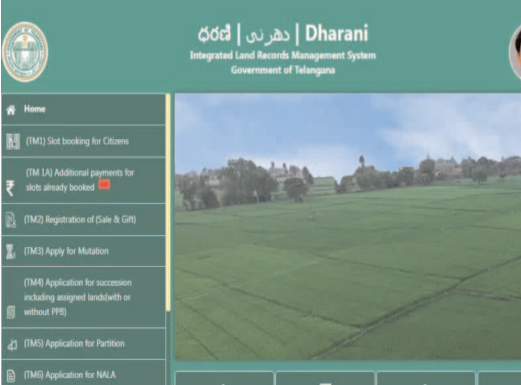 ధరణి | دھرنی | Dharani
Integrated Land Records Management System
Government of Telangana
Home
(TM1) Slot booking for Citizens
(TM 1A) Additional payments for
slots already booked
(TM2) Registration of (Sale & Gift)
(TM3) Apply for Mutation
(TM4) Application for succession
including assigned lands(with or
without PPB)
(TM5) Application for Partition
(TM6) Application for NALA